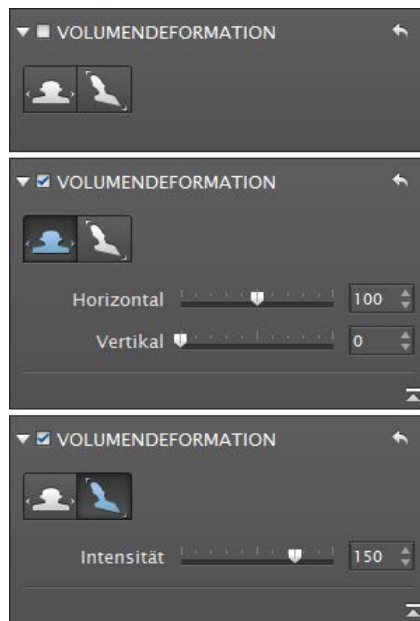 VOLUMENDEFORMATION
VOLUMENDEFORMATION
Horizontal 100
Vertikal 0
VOLUMENDEFORMATION
Intensität 150